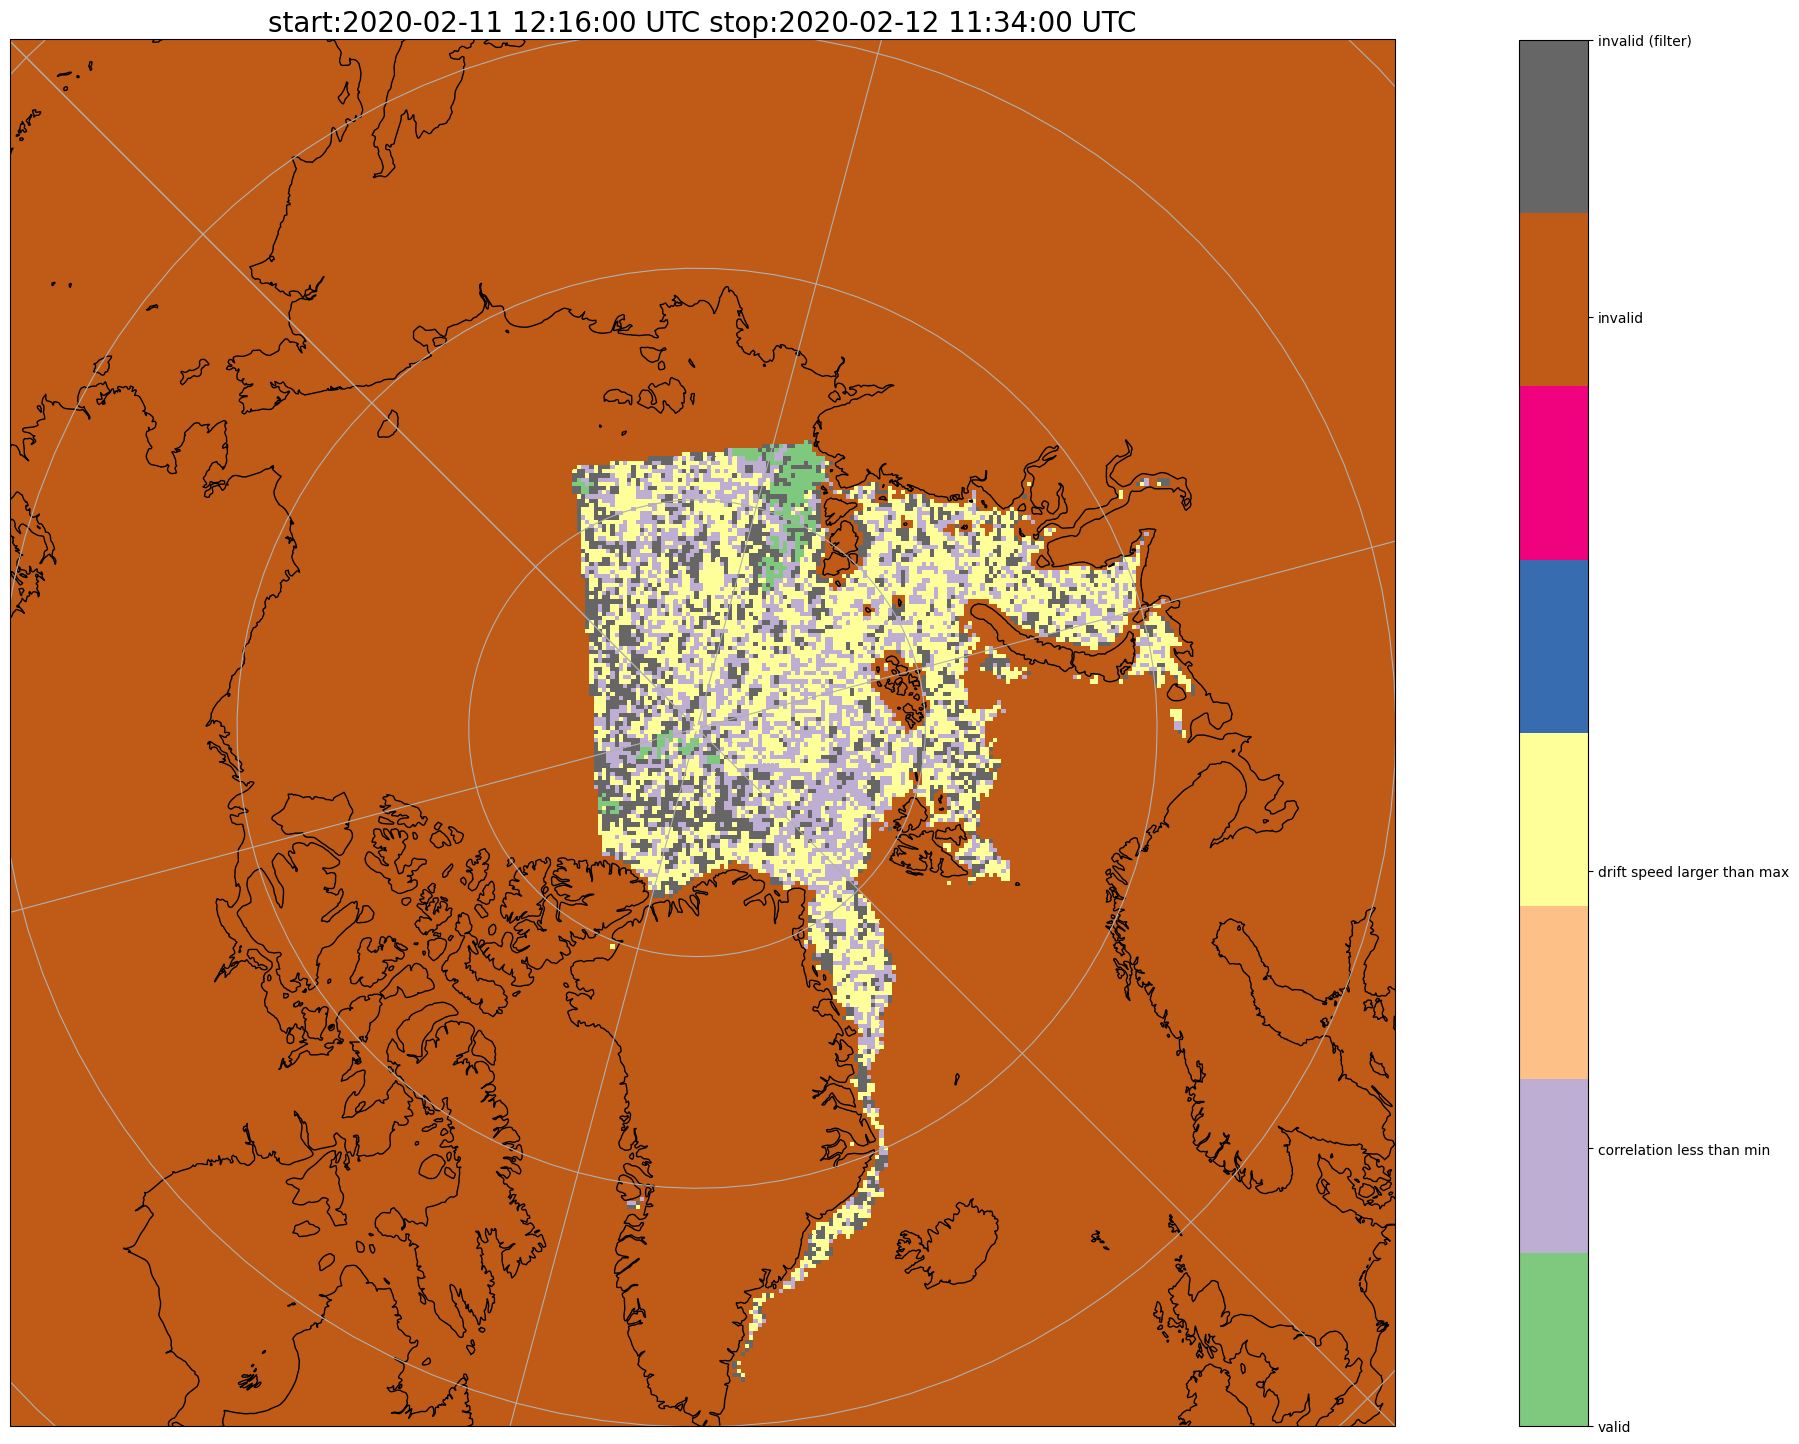 start:2020-02-11 12:16:00 UTC stop:2020-02-12 11:34:00 UTC
invalid (filter)
invalid
drift speed larger than max
correlation less than min
valid